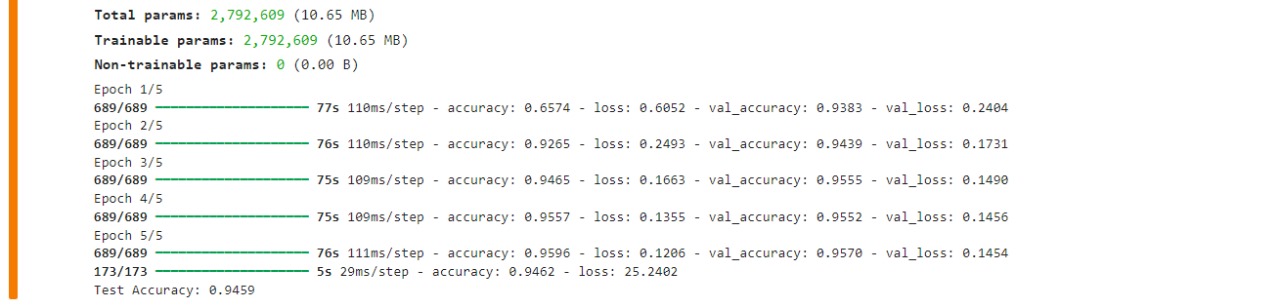 Total params: 2,792,609 (10.65 MB)
Trainable params: 2,792,609 (10.65 MB)
Non-trainable params: 0 (0.00 B)
Epoch 1/5
689/689 ━━━━━━━━━━━━━━━━━━━━ 77s 110ms/step - accuracy: 0.6574 - loss: 0.6052 - val_accuracy: 0.9383 - val_loss: 0.2404
Epoch 2/5
689/689 ━━━━━━━━━━━━━━━━━━━━ 76s 110ms/step - accuracy: 0.9265 - loss: 0.2493 - val_accuracy: 0.9439 - val_loss: 0.1731
Epoch 3/5
689/689 ━━━━━━━━━━━━━━━━━━━━ 75s 109ms/step - accuracy: 0.9465 - loss: 0.1663 - val_accuracy: 0.9555 - val_loss: 0.1490
Epoch 4/5
689/689 ━━━━━━━━━━━━━━━━━━━━ 75s 109ms/step - accuracy: 0.9557 - loss: 0.1355 - val_accuracy: 0.9552 - val_loss: 0.1456
Epoch 5/5
689/689 ━━━━━━━━━━━━━━━━━━━━ 76s 111ms/step - accuracy: 0.9596 - loss: 0.1206 - val_accuracy: 0.9570 - val_loss: 0.1454
173/173 ━━━━━━━━━━━━━━━━━━━━ 5s 29ms/step - accuracy: 0.9462 - loss: 25.2402
Test Accuracy: 0.9459